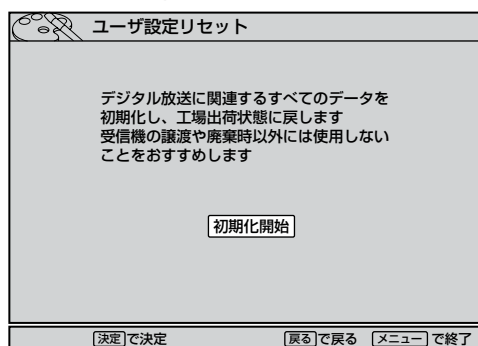 ユーザ設定リセット
デジタル放送に関連するすべてのデータを
初期化し、工場出荷状態に戻します
受信機の譲渡や廃棄時以外には使用しない
ことをおすすめします
初期化開始
決定で決定 戻るで戻る メニューで終了